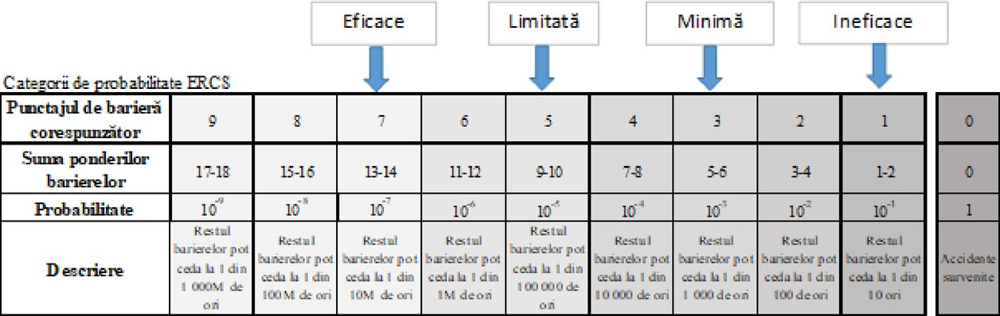 Eficace Limitată Minimă Ineficace
Categorii de probabilitate ERCS
Punctajul de barieră
corespunzător
9 8 7 6 5 4 3 2 1 0
Suma ponderilor
barierelor
17-18 15-16 13-14 11-12 9-10 7-8 5-6 3-4 1-2 0
Probabilitate 10⁻⁹ 10⁻⁸ 10⁻⁷ 10⁻⁶ 10⁻⁵ 10⁻⁴ 10⁻³ 10⁻² 10⁻¹ 1
Descriere
Restul
barierelor pot
ceda la 1 din
1 000M de
ori
Restul
barierelor pot
ceda la 1 din
100M de ori
Restul
barierelor pot
ceda la 1 din
10M de ori
Restul
barierelor pot
ceda la 1 din
1M de ori
Restul
barierelor pot
ceda la 1 din
100 000 de
ori
Restul
barierelor pot
ceda la 1 din
10 000 de ori
Restul
barierelor pot
ceda la 1 din
1 000 de ori
Restul
barierelor pot
ceda la 1 din
100 de ori
Restul
barierelor pot
ceda la 1 din
10 ori
Accidente
survenite